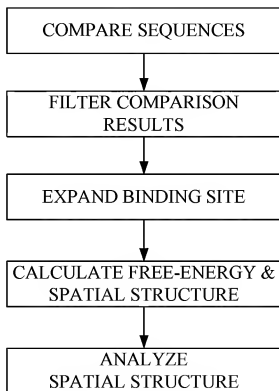 COMPARE SEQUENCES
FILTER COMPARISON
RESULTS
EXPAND BINDING SITE
CALCULATE FREE-ENERGY &
SPATIAL STRUCTURE
ANALYZE
SPATIAL STRUCTURE